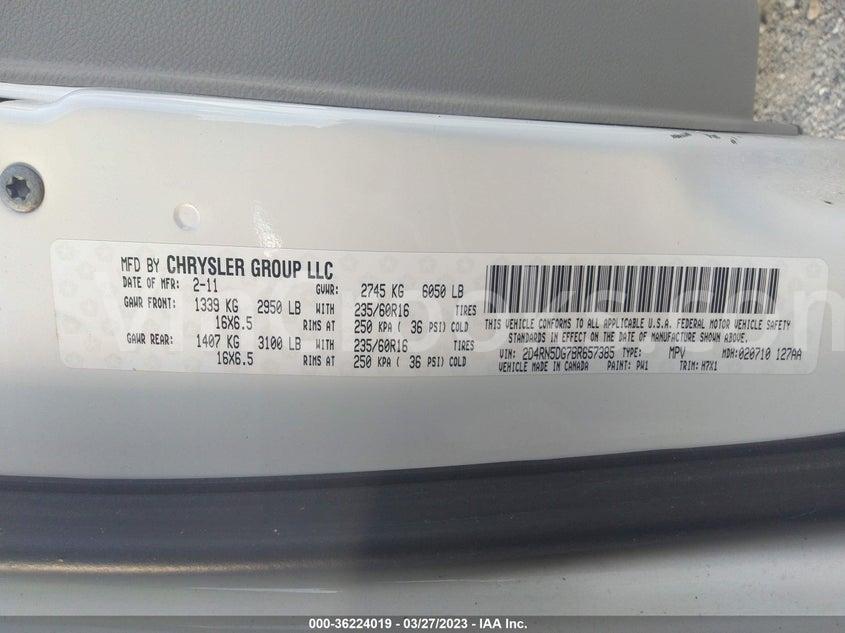 MFD BY CHRYSLER GROUP LLC
DATE OF MFR: 2-11 GVWR: 2745 KG 6050 LB
GAWR FRONT: 1339 KG 2950 LB WITH 235/60R16 TIRES
16X6.5 RIMS AT 250 KPA ( 36 PSI) COLD
GAWR REAR: 1407 KG 3100 LB WITH 235/60R16 TIRES
16X6.5 RIMS AT 250 KPA ( 36 PSI) COLD
THIS VEHICLE CONFORMS TO ALL APPLICABLE U.S.A. FEDERAL MOTOR VEHICLE SAFETY
STANDARDS IN EFFECT ON THE DATE OF MANUFACTURE SHOWN ABOVE.
VIN: 2D4RN5DG7BR657385 TYPE: MPV MDH:020710 127AA
VEHICLE MADE IN CANADA PAINT: PW1 TRIM: H7X1
000-36224019 - 03/27/2023 - IAA Inc.